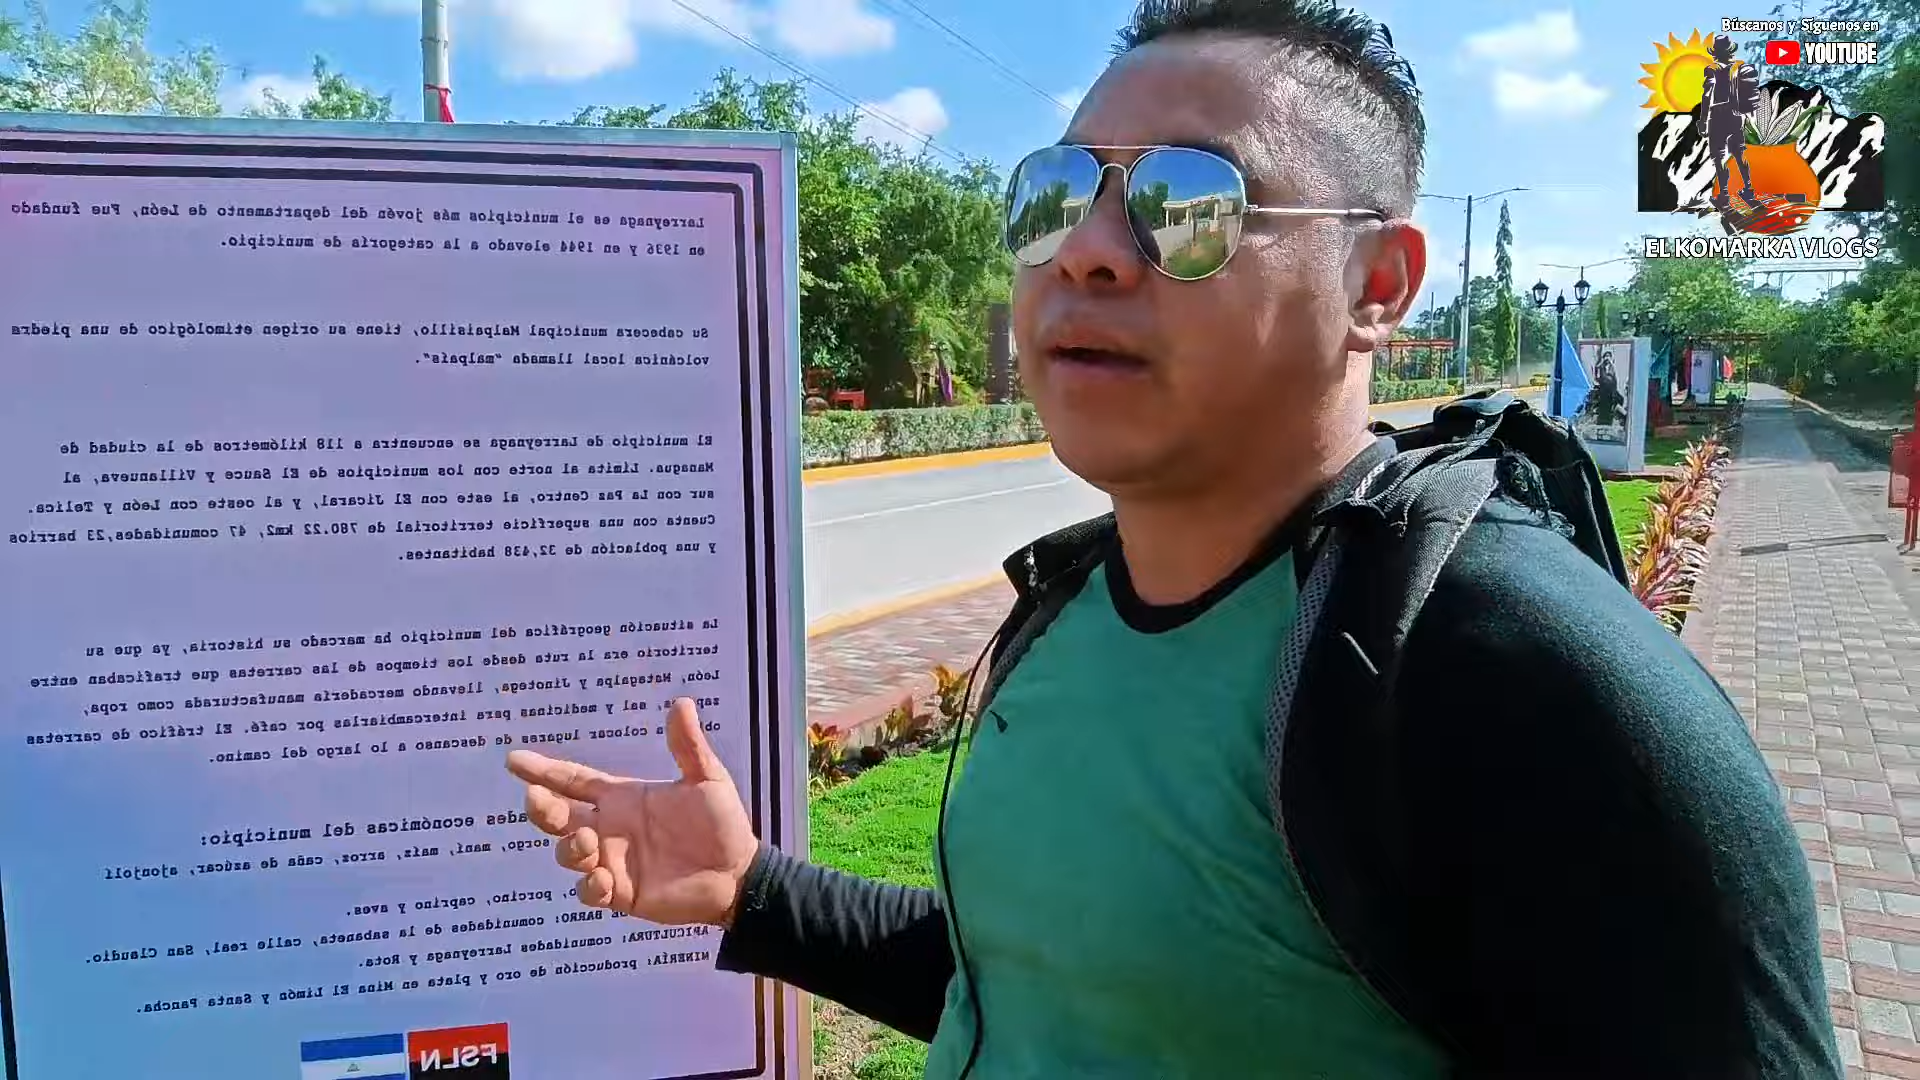 Búscanos y Síguenos en
YOUTUBE
EL KOMARKA VLOGS
Larreynaga es el municipios más jovén del departamento de León, Fue fundado
en 1936 y en 1944 elevado a la categoría de municipio.
Su cabecera municipal Malpaisillo, tiene su origen etimológico de una piedra
volcánica local llamada "malpaís".
El municipio de Larreynaga se encuentra a 118 kilómetros de la ciudad de
Managua. Limita al norte con los municipios de El Sauce y Villanueva, al
sur con La Paz Centro, al este con El Jicaral, y al oeste con León y Telica.
Cuenta con una superficie territorial de 780.22 km2, 47 comunidades,23 barrios
y una población de 32,438 habitantes.
La situación geográfica del municipio ha marcado su historia, ya que su
territorio era la ruta desde los tiempos de las carretas que traficaban entre
León, Matagalpa y Jinotega, llevando mercadería manufacturada como ropa,
sal y medicinas para intercambiarlas por café. El tráfico de carretas
a colocar lugares de descanso a lo largo del camino.
económicas del municipio:
sorgo, maní, maíz, arroz, caña de azúcar, ajonjolí
porcino, caprino y aves.
DE BARRO: comunidades de la sabaneta, calle real, San Claudio.
APICULTURA: comunidades Larreynaga y Rota.
MINERÍA: producción de oro y plata en Mina El Limón y Santa Pancha.
FSLN